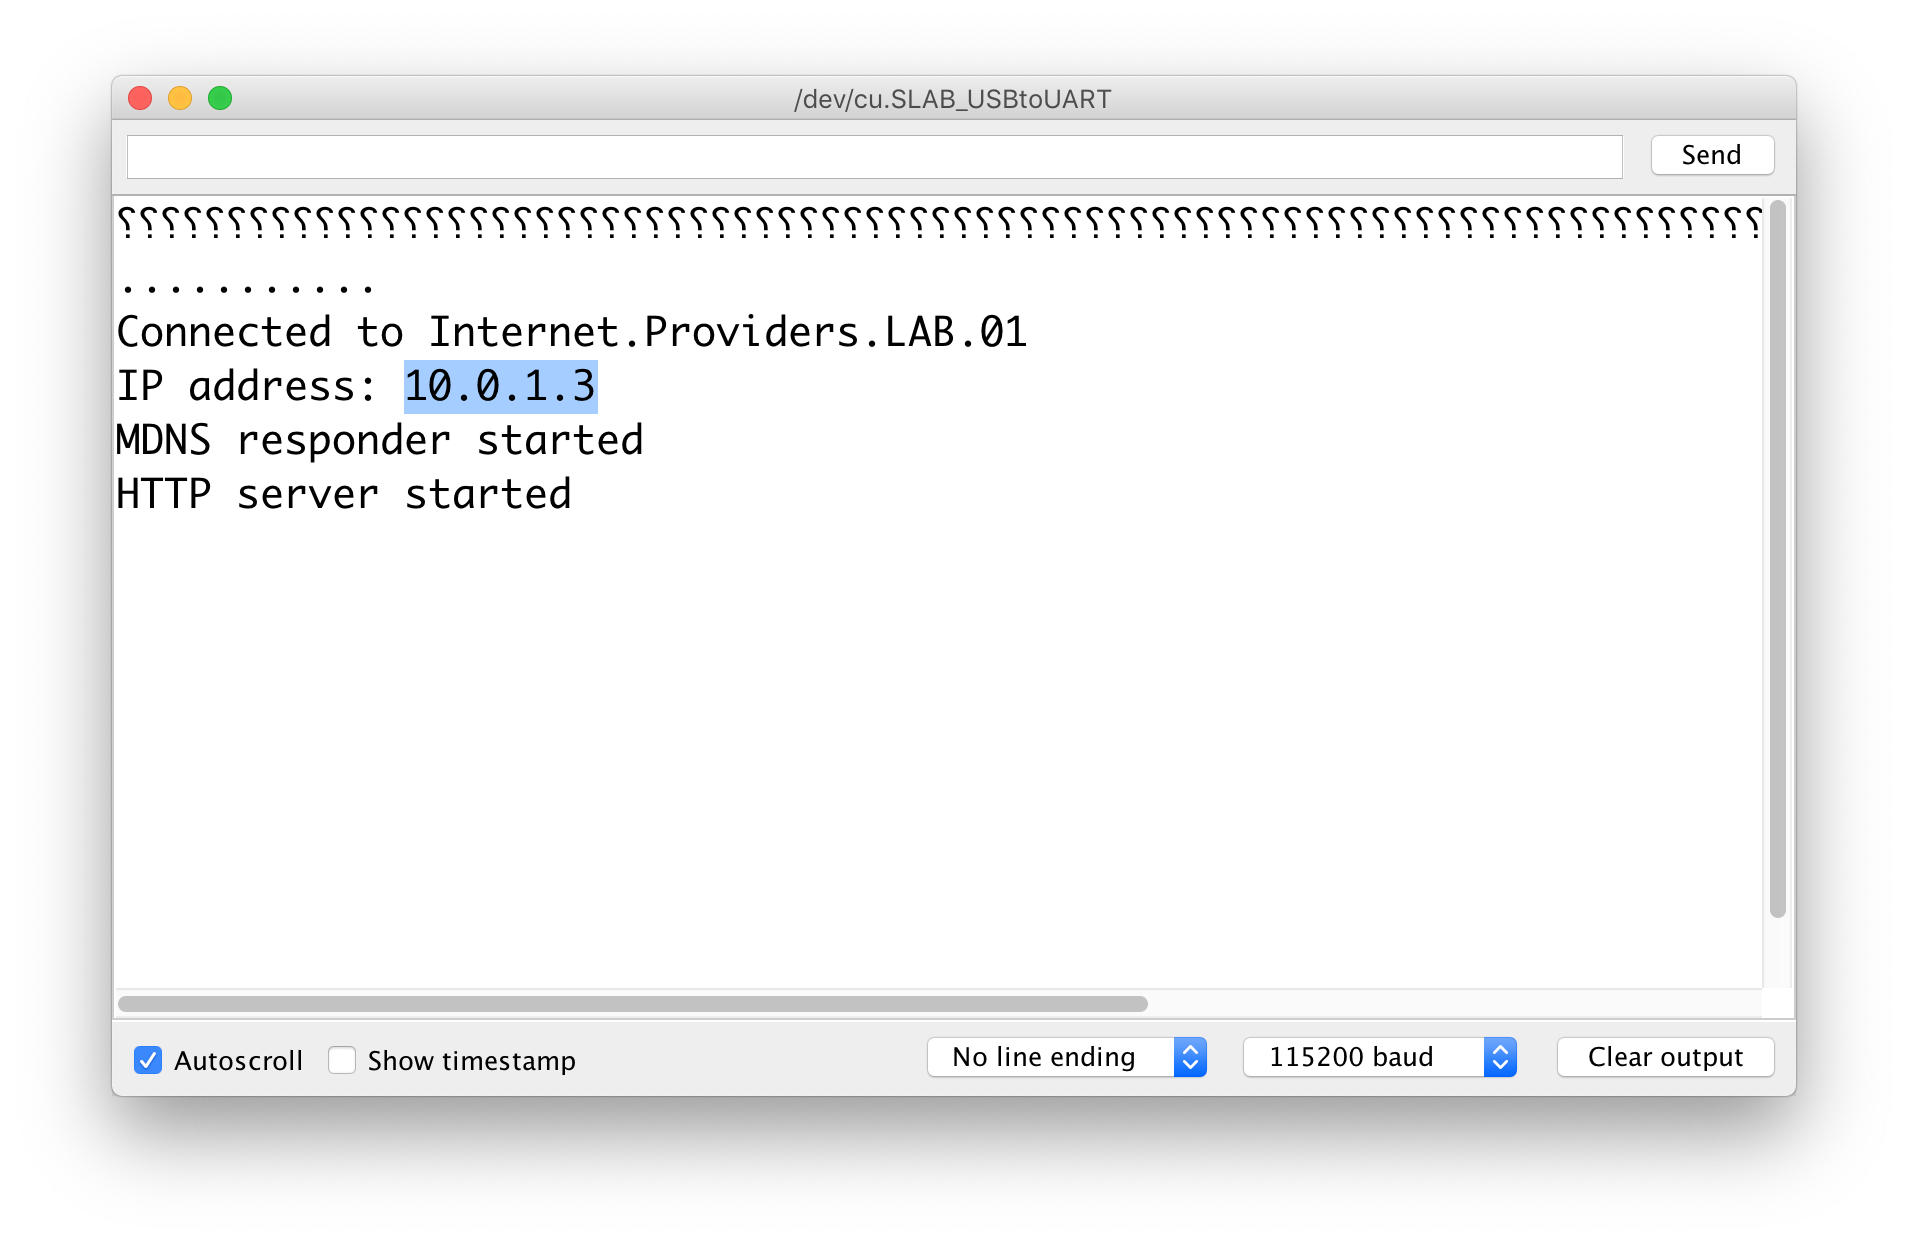 /dev/cu.SLAB_USBtoUART
Send
⸮⸮⸮⸮⸮⸮⸮⸮⸮⸮⸮⸮⸮⸮⸮⸮⸮⸮⸮⸮⸮⸮⸮⸮⸮⸮⸮⸮⸮⸮⸮⸮⸮⸮⸮⸮⸮⸮⸮⸮⸮⸮⸮⸮⸮⸮⸮⸮⸮⸮⸮⸮⸮⸮⸮⸮⸮⸮⸮⸮⸮⸮⸮⸮⸮⸮⸮⸮⸮⸮⸮⸮⸮⸮⸮
...........
Connected to Internet.Providers.LAB.01
IP address: 10.0.1.3
MDNS responder started
HTTP server started
Autoscroll Show timestamp No line ending 115200 baud Clear output